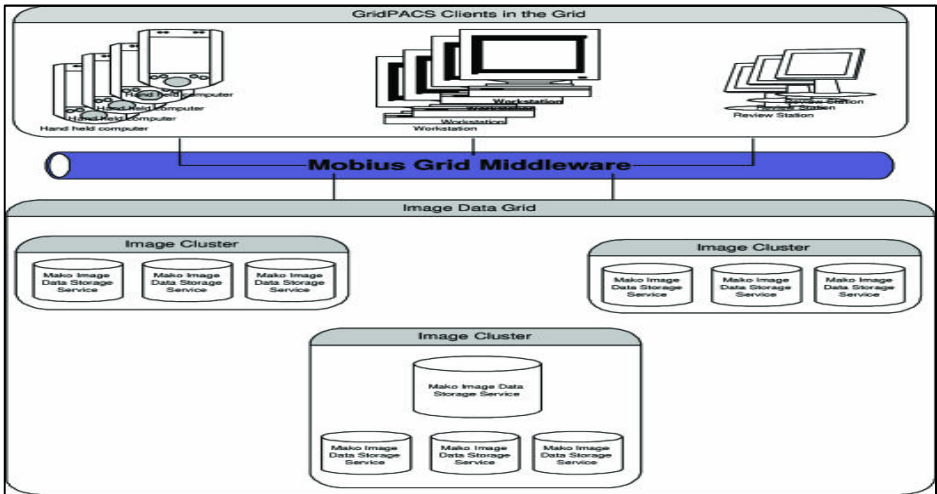 GridPACS Clients in the Grid
Hand held computer
Hand held computer
Hand held computer
Hand held computer
Workstation
Workstation
Workstation
Workstation
Review Station
Review Station
Review Station
Mobius Grid Middleware
Image Data Grid
Image Cluster
Mako Image
Data Storage
Service
Mako Image
Data Storage
Service
Mako Image
Data Storage
Service
Image Cluster
Mako Image
Data Storage
Service
Mako Image
Data Storage
Service
Mako Image
Data Storage
Service
Image Cluster
Mako Image Data
Storage Service
Mako Image
Data Storage
Service
Mako Image
Data Storage
Service
Mako Image
Data Storage
Service